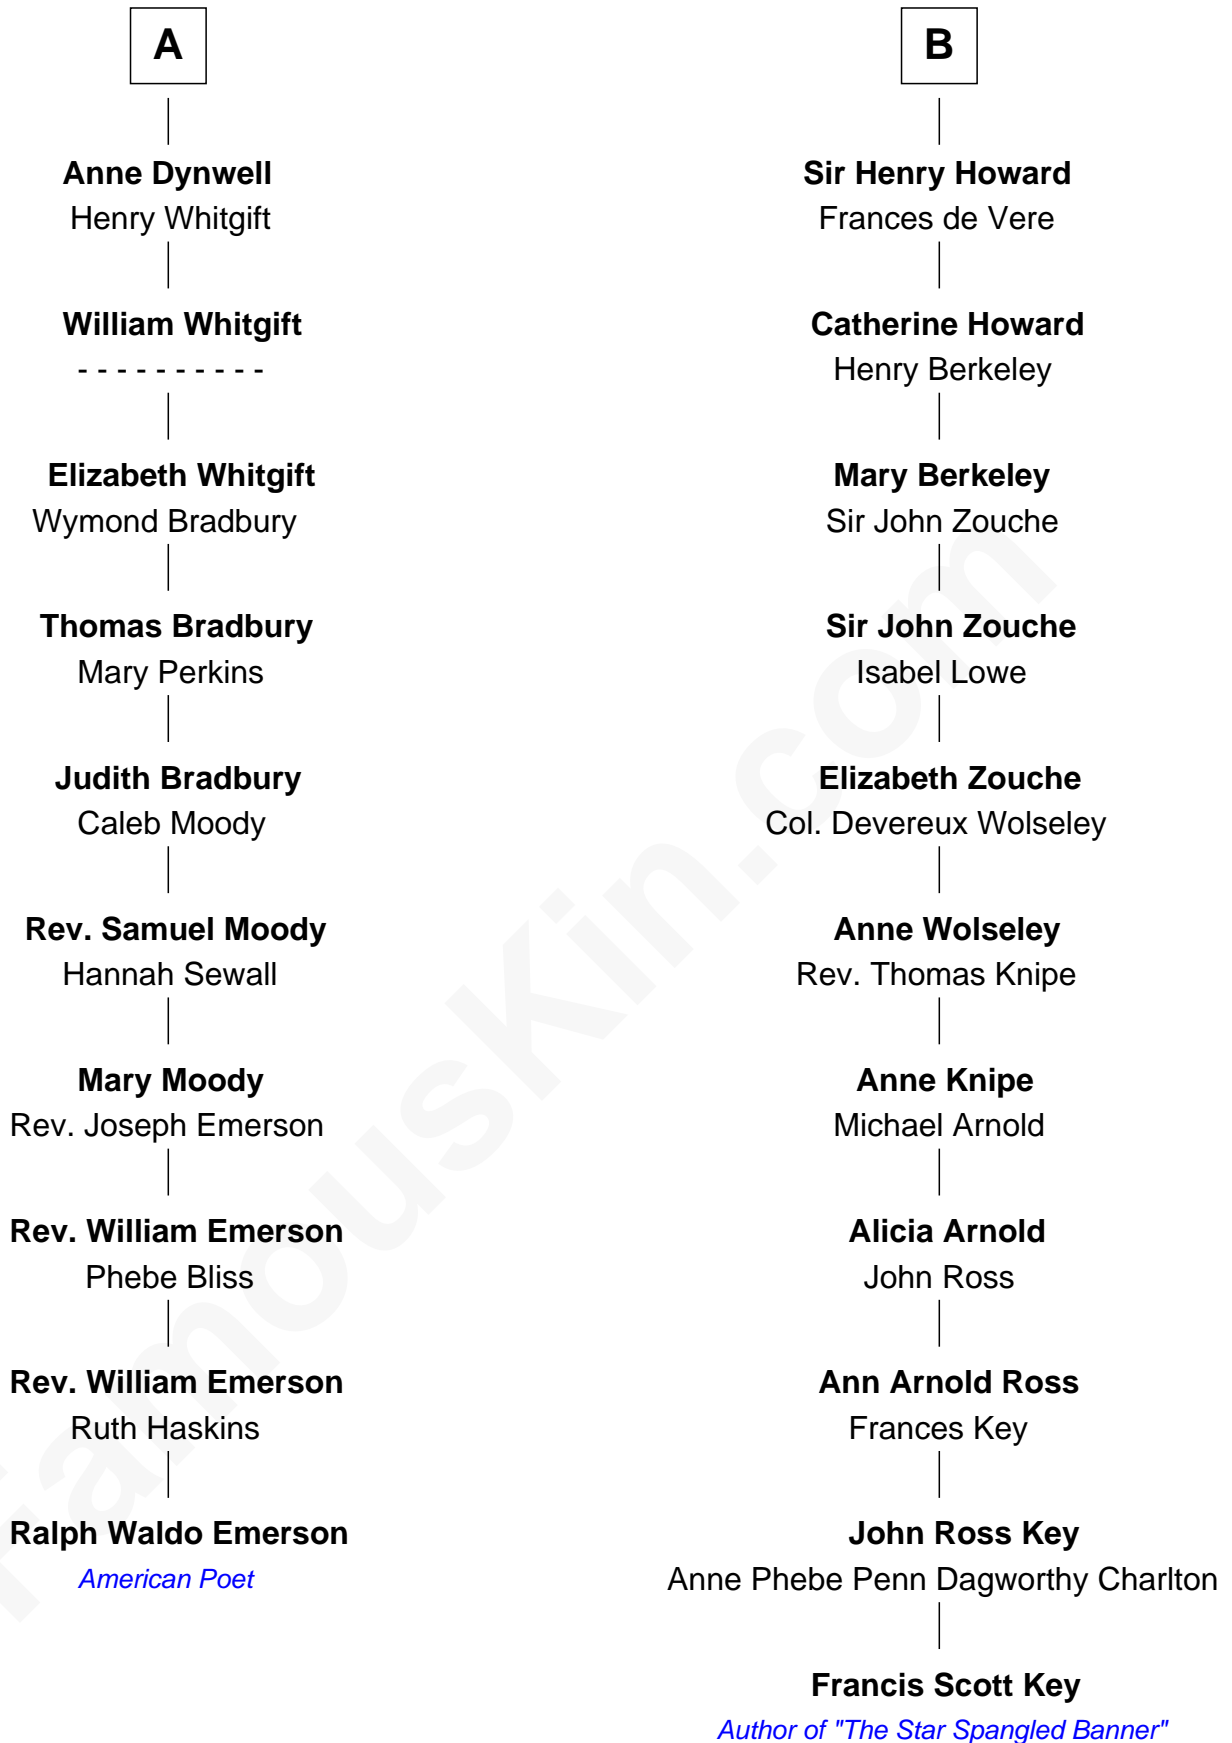 A
Anne Dynwell
Henry Whitgift
William Whitgift
- - - - - - - - - -
Elizabeth Whitgift
Wymond Bradbury
Thomas Bradbury
Mary Perkins
Judith Bradbury
Caleb Moody
Rev. Samuel Moody
Hannah Sewall
Mary Moody
Rev. Joseph Emerson
Rev. William Emerson
Phebe Bliss
Rev. William Emerson
Ruth Haskins
Ralph Waldo Emerson
American Poet
B
Sir Henry Howard
Frances de Vere
Catherine Howard
Henry Berkeley
Mary Berkeley
Sir John Zouche
Sir John Zouche
Isabel Lowe
Elizabeth Zouche
Col. Devereux Wolseley
Anne Wolseley
Rev. Thomas Knipe
Anne Knipe
Michael Arnold
Alicia Arnold
John Ross
Ann Arnold Ross
Frances Key
John Ross Key
Anne Phebe Penn Dagworthy Charlton
Francis Scott Key
Author of "The Star Spangled Banner"
FamousKin.com